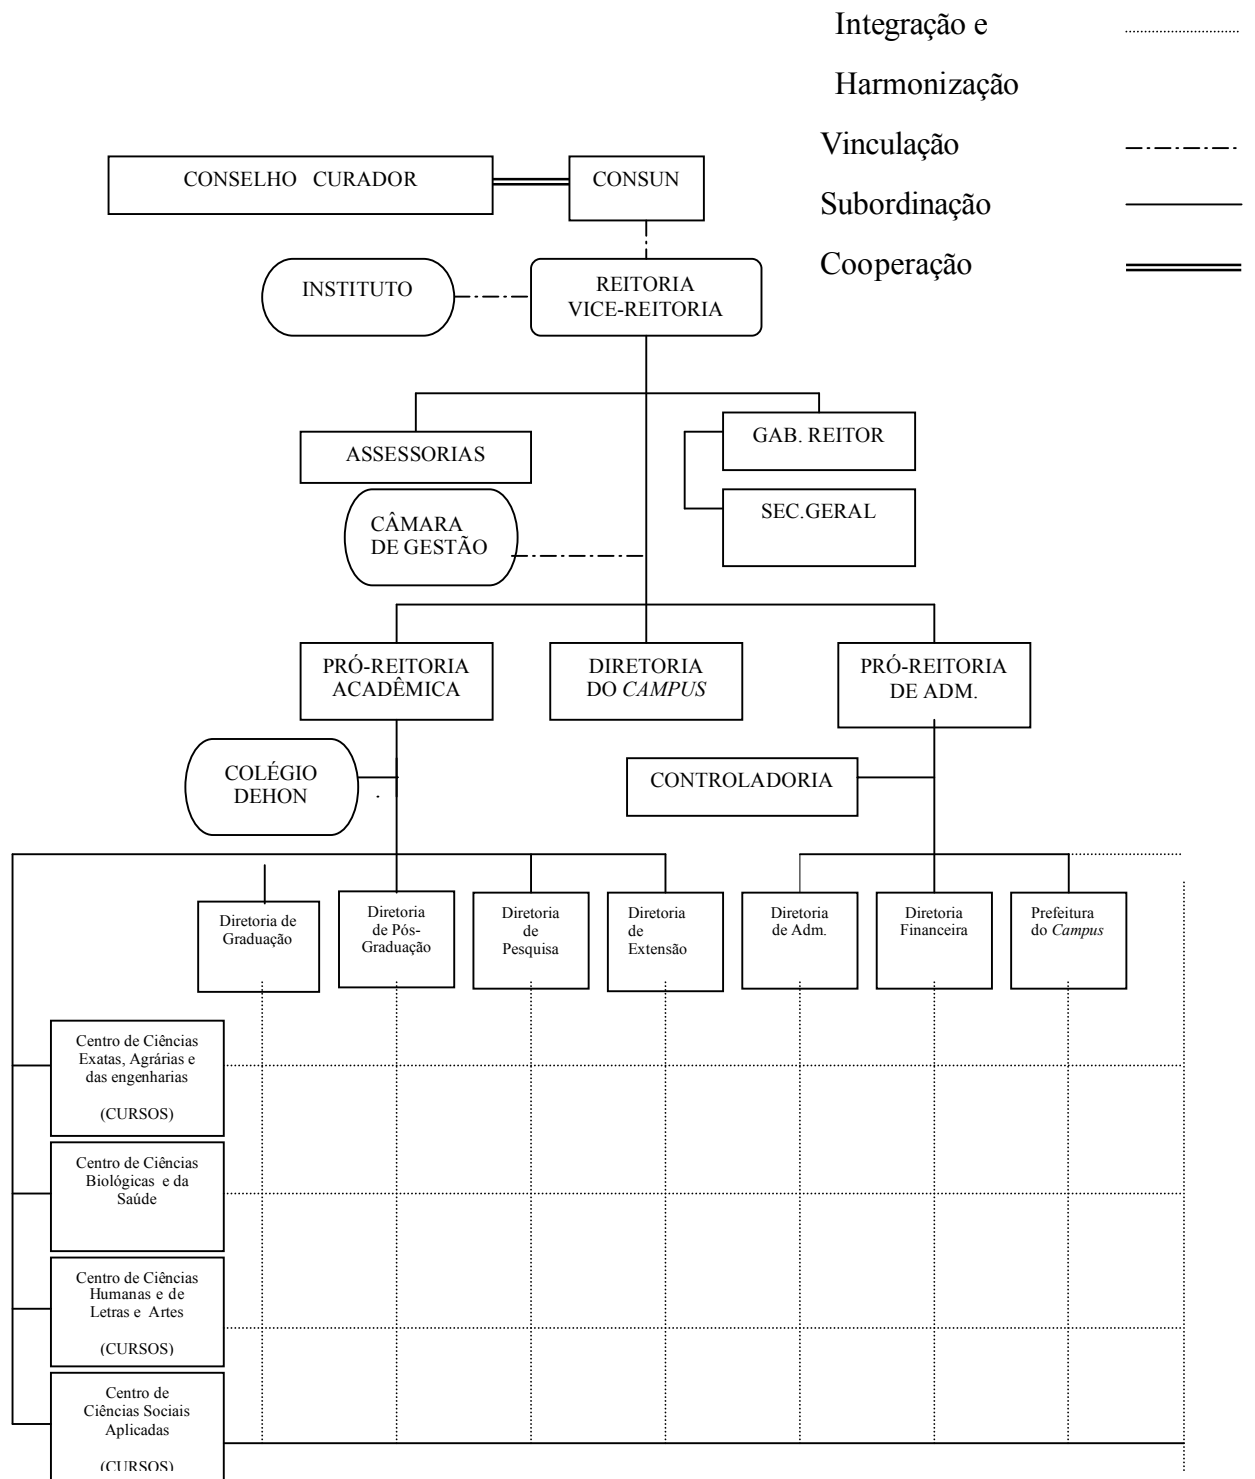 Integração e
Harmonização
Vinculação
Subordinação
Cooperação
CONSELHO CURADOR
CONSUN
INSTITUTO
REITORIA
VICE-REITORIA
ASSESSORIAS
GAB. REITOR
SEC.GERAL
CÂMARA
DE GESTÃO
PRÓ-REITORIA
ACADÊMICA
DIRETORIA
DO CAMPUS
PRÓ-REITORIA
DE ADM.
COLÉGIO
DEHON
.
CONTROLADORIA
Diretoria de
Graduação
Diretoria
de Pós-
Graduação
Diretoria
de
Pesquisa
Diretoria
de
Extensão
Diretoria
de Adm.
Diretoria
Financeira
Prefeitura
do Campus
Centro de Ciências
Exatas, Agrárias e
das engenharias
(CURSOS)
Centro de Ciências
Biológicas e da
Saúde
Centro de Ciências
Humanas e de
Letras e Artes
(CURSOS)
Centro de
Ciências Sociais
Aplicadas
(CURSOS)